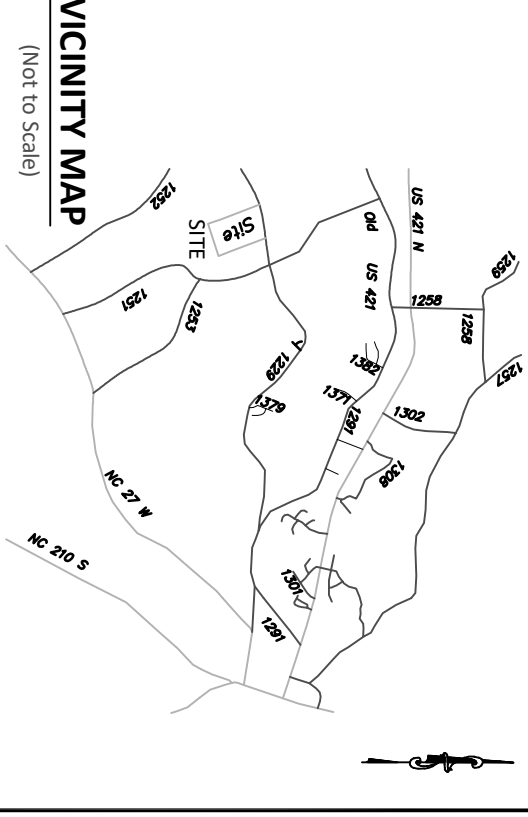 VICINITY MAP
(Not to Scale)
US 421 N
Old US 421
1259
1258
1258
1257
1302
1382
1371
1291
1308
1229
1379
1252
Site
SITE
1251
1253
NC 27 W
NC 210 S
1301
1291